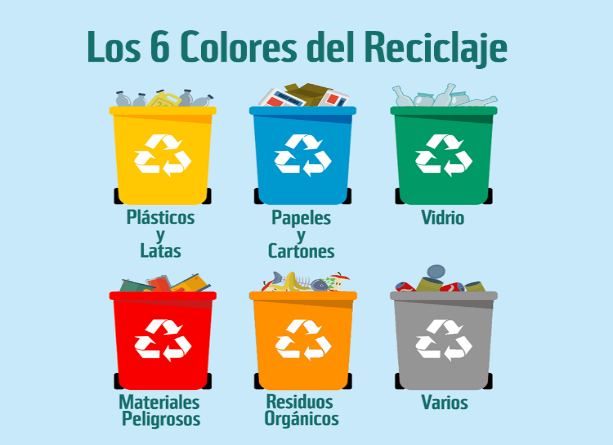 Los 6 Colores del Reciclaje
Plásticos
y
Latas
Papeles
y
Cartones
Vidrio
Materiales
Peligrosos
Residuos
Orgánicos
Varios